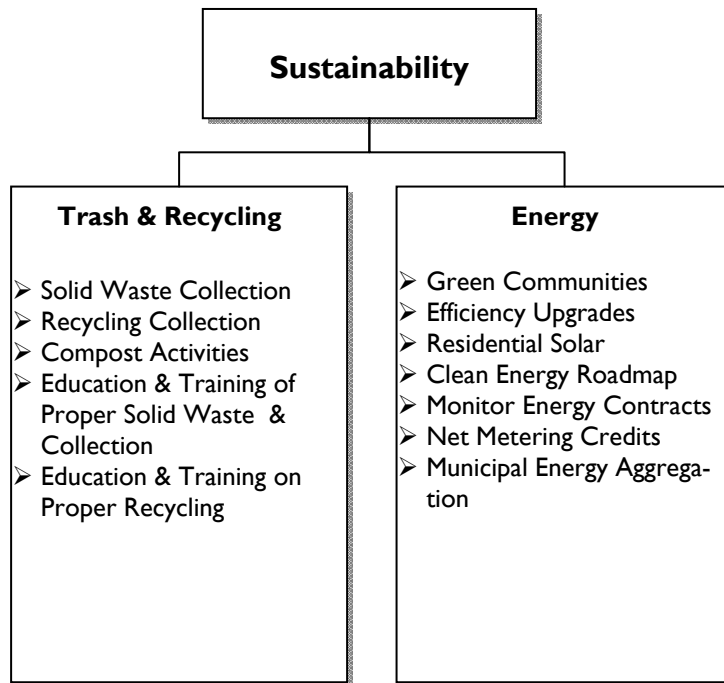 Sustainability
Trash & Recycling
➢ Solid Waste Collection
➢ Recycling Collection
➢ Compost Activities
➢ Education & Training of
Proper Solid Waste &
Collection
➢ Education & Training on
Proper Recycling
Energy
➢ Green Communities
➢ Efficiency Upgrades
➢ Residential Solar
➢ Clean Energy Roadmap
➢ Monitor Energy Contracts
➢ Net Metering Credits
➢ Municipal Energy Aggrega-
tion